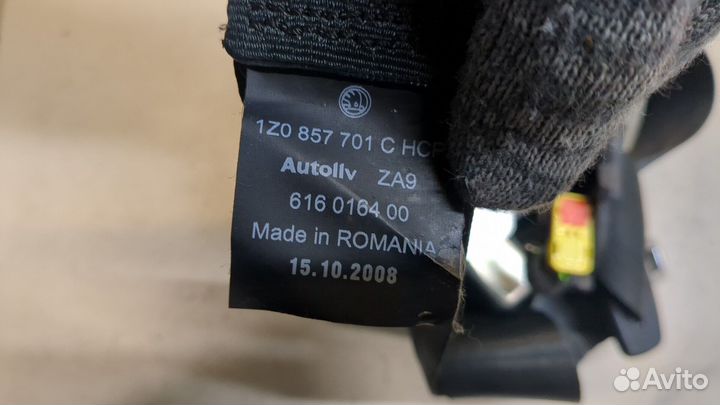 1Z0 857 701 C HCP
Autoliv ZA9
616 0164 00
Made in ROMANIA
15.10.2008
Avito